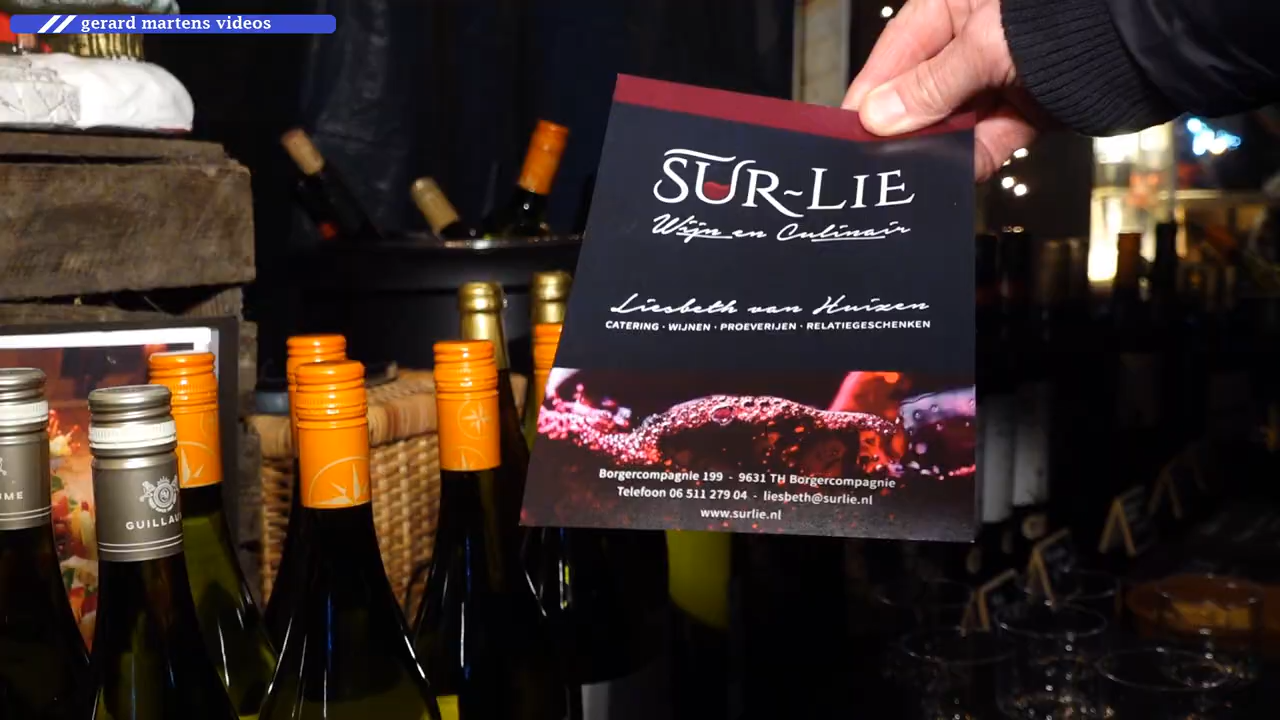 gerard martens videos
SUR-LIE
Wijn en Culinair
Liesbeth van Huizen
CATERING · WIJNEN · PROEVERIJEN · RELATIEGESCHENKEN
Borgercompagnie 199 - 9631 TH Borgercompagnie
Telefoon 06 511 279 04 - liesbeth@surlie.nl
www.surlie.nl
UME
GUILLAU